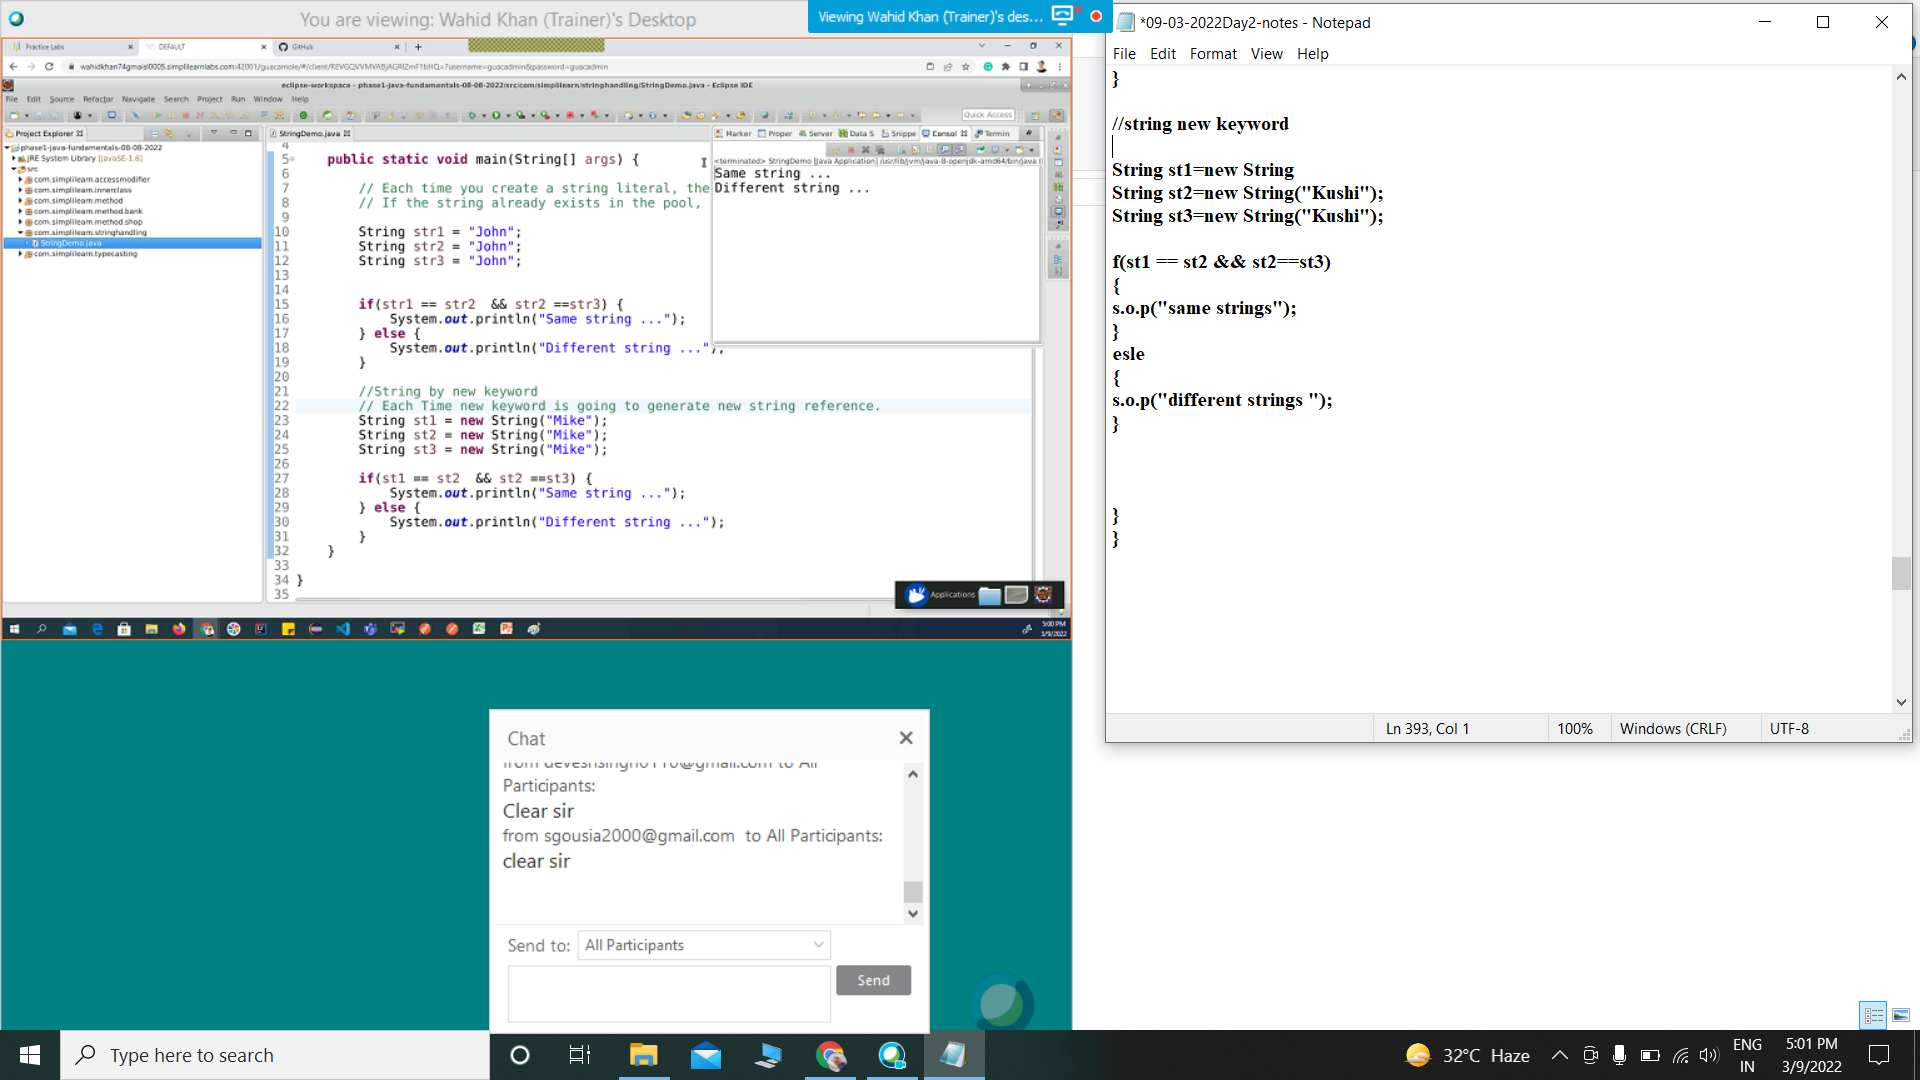 You are viewing: Wahid Khan (Trainer)'s Desktop
Viewing Wahid Khan (Trainer)'s des...
Practice Labs
DEFAULT
GitHub
eclipse-workspace - phase1-java-fundamentals-08-08-2022/src/com/simplilearn/stringhandling/StringDemo.java - Eclipse IDE
File Edit Source Refactor Navigate Search Project Run Window Help
Quick Access
Project Explorer
phase1-java-fundamentals-08-08-2022
JRE System Library [JavaSE-1.8]
src
com.simplilearn.accessmodifier
com.simplilearn.innerclass
com.simplilearn.method
com.simplilearn.method.bank
com.simplilearn.method.shop
com.simplilearn.stringhandling
StringDemo.java
com.simplilearn.typecasting
StringDemo.java
4
5 public static void main(String[] args) {
6
7 // Each time you create a string literal, the
8 // If the string already exists in the pool,
9
10 String str1 = "John";
11 String str2 = "John";
12 String str3 = "John";
13
14
15 if(str1 == str2 && str2 ==str3) {
16 System.out.println("Same string ...");
17 } else {
18 System.out.println("Different string ...");
19 }
20
21 //String by new keyword
22 // Each Time new keyword is going to generate new string reference.
23 String st1 = new String("Mike");
24 String st2 = new String("Mike");
25 String st3 = new String("Mike");
26
27 if(st1 == st2 && st2 ==st3) {
28 System.out.println("Same string ...");
29 } else {
30 System.out.println("Different string ...");
31 }
32 }
33
34 }
35
Marker Proper Server Data S Snippe Consol Termin
<terminated> StringDemo [Java Application] /usr/lib/jvm/java-8-openjdk-amd64/bin/java
Same string ...
Different string ...
Applications
5:00 PM
3/9/2022
*09-03-2022Day2-notes - Notepad
File Edit Format View Help
}
//string new keyword
String st1=new String
String st2=new String("Kushi");
String st3=new String("Kushi");
f(st1 == st2 && st2==st3)
{
s.o.p("same strings");
}
esle
{
s.o.p("different strings ");
}
}
}
Ln 393, Col 1
100%
Windows (CRLF)
UTF-8
Chat
Participants:
Clear sir
from sgousia2000@gmail.com to All Participants:
clear sir
Send to: All Participants
Send
Type here to search
32°C Haze
ENG
IN
5:01 PM
3/9/2022